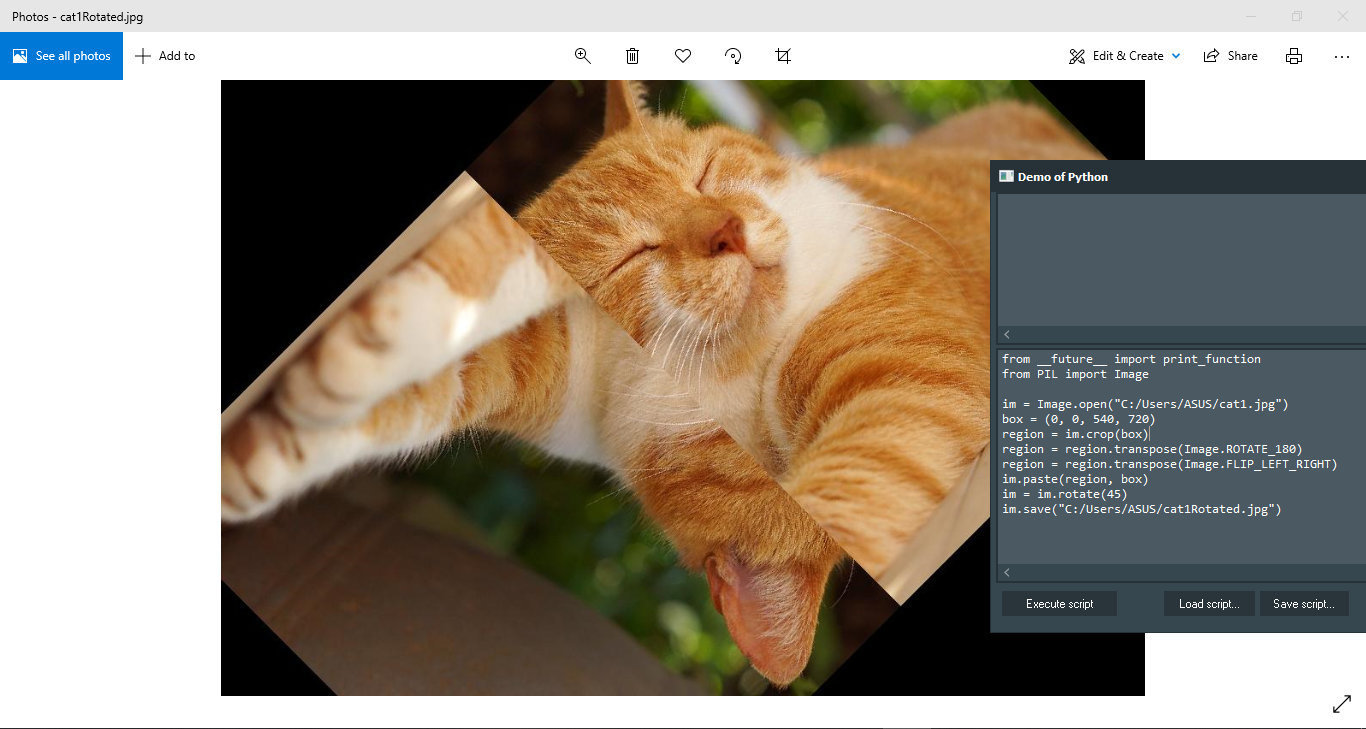 Photos - cat1Rotated.jpg
See all photos
Add to
Edit & Create
Share
Demo of Python
from __future__ import print_function
from PIL import Image
im = Image.open("C:/Users/ASUS/cat1.jpg")
box = (0, 0, 540, 720)
region = im.crop(box)
region = region.transpose(Image.ROTATE_180)
region = region.transpose(Image.FLIP_LEFT_RIGHT)
im.paste(region, box)
im = im.rotate(45)
im.save("C:/Users/ASUS/cat1Rotated.jpg")
Execute script
Load script...
Save script...